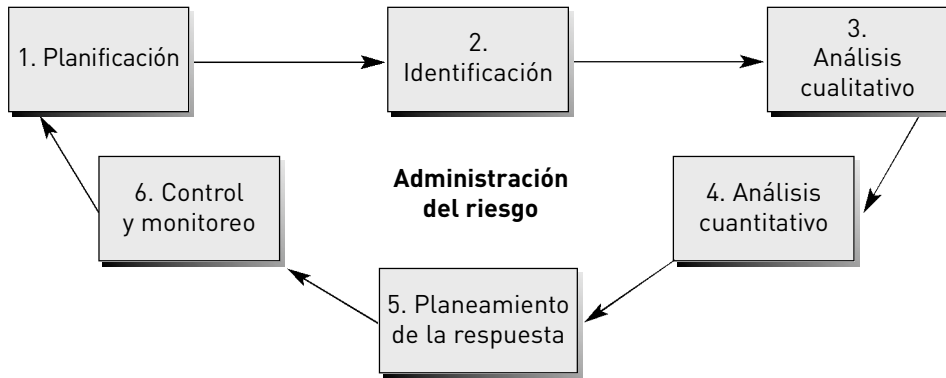 1. Planificación
2.
Identificación
3.
Análisis
cualitativo
4. Análisis
cuantitativo
5. Planeamiento
de la respuesta
6. Control
y monitoreo
Administración
del riesgo